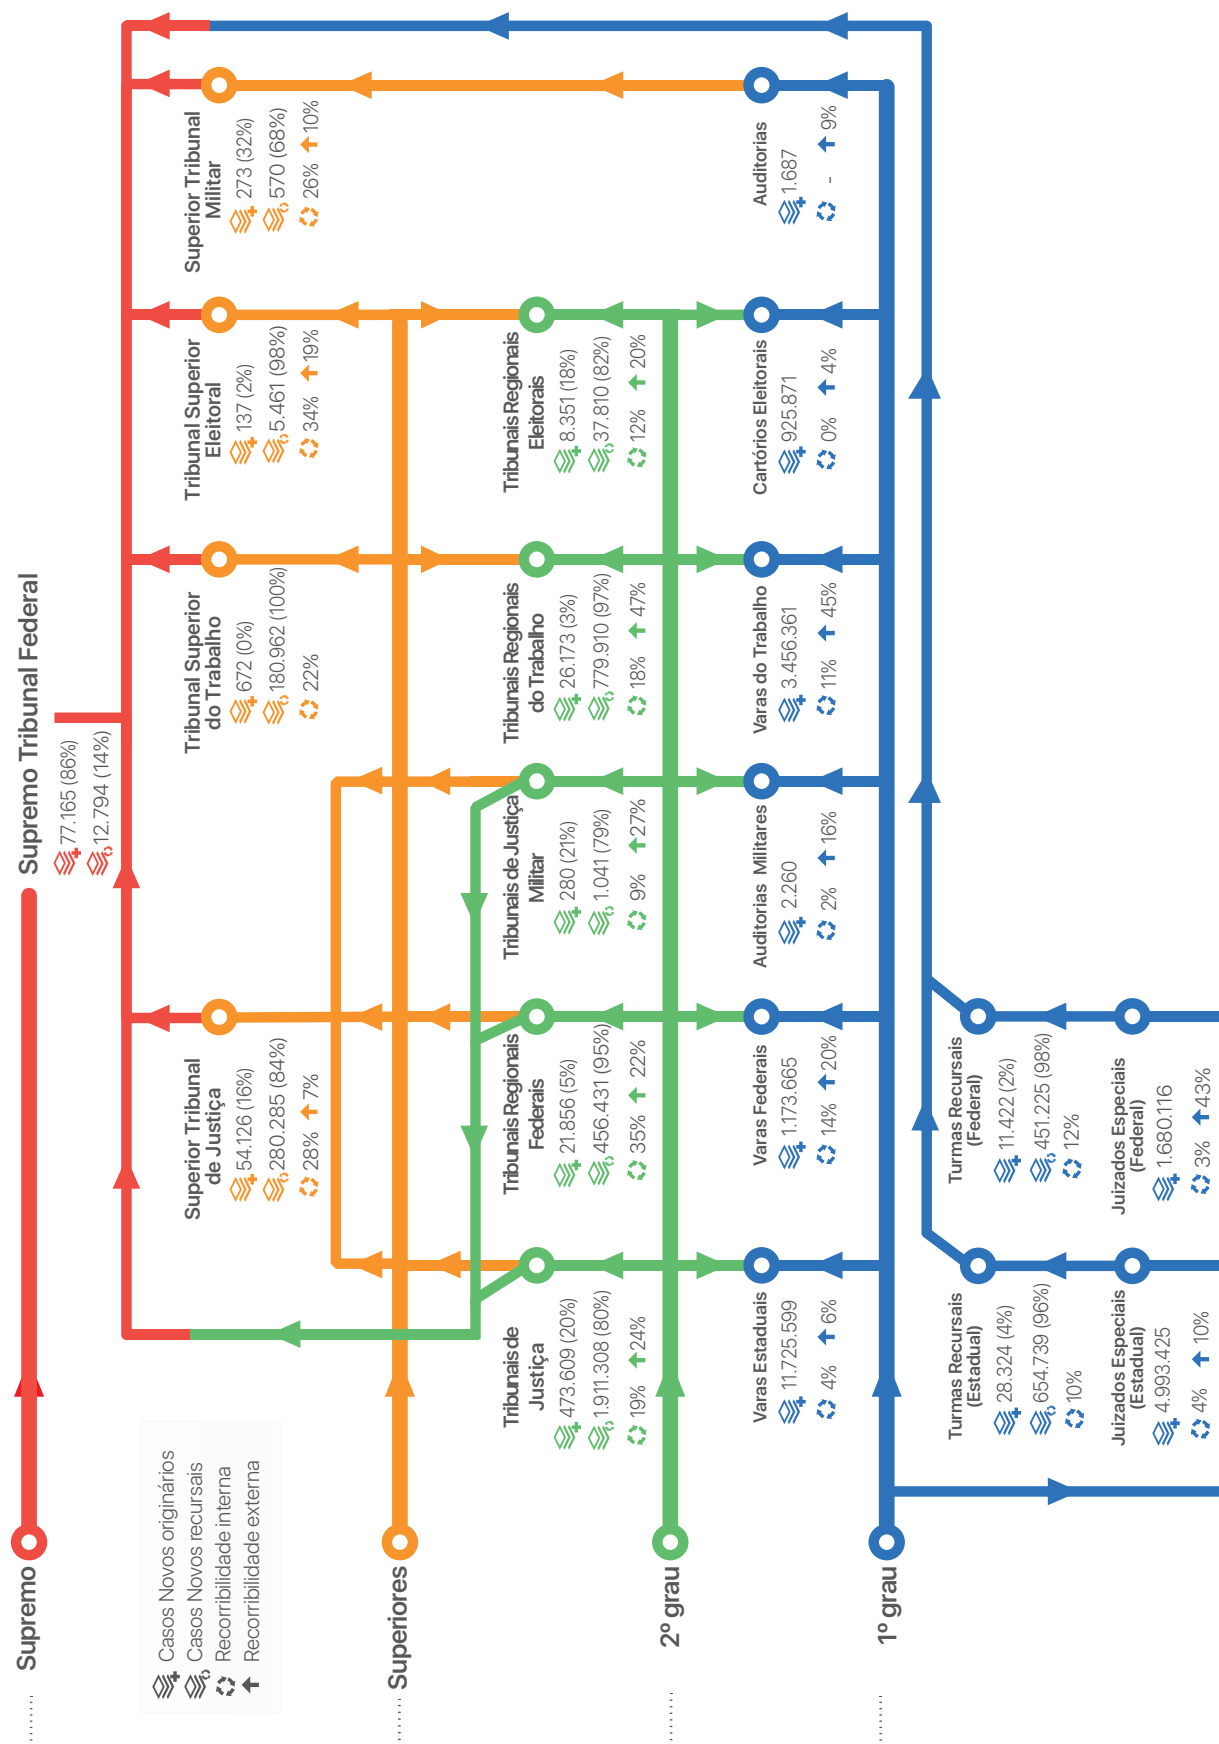 Supremo
Supremo Tribunal Federal
77.165 (86%)
12.794 (14%)
Casos Novos originários
Casos Novos recursais
Recorribilidade interna
Recorribilidade externa
Superiores
Superior Tribunal
de Justiça
54.126 (16%)
280.285 (84%)
28% 7%
Tribunal Superior
do Trabalho
672 (0%)
180.962 (100%)
22%
Tribunal Superior
Eleitoral
137 (2%)
5.461 (98%)
34% 19%
Superior Tribunal
Militar
273 (32%)
570 (68%)
26% 10%
2º grau
Tribunais de
Justiça
473.609 (20%)
1.911.308 (80%)
19% 24%
Tribunais Regionais
Federais
21.856 (5%)
456.431 (95%)
35% 22%
Tribunais de Justiça
Militar
280 (21%)
1.041 (79%)
9% 27%
Tribunais Regionais
do Trabalho
26.173 (3%)
779.910 (97%)
18% 47%
Tribunais Regionais
Eleitorais
8.351 (18%)
37.810 (82%)
12% 20%
1º grau
Varas Estaduais
11.725.599
4% 6%
Varas Federais
1.173.665
14% 20%
Auditorias Militares
2.260
2% 16%
Varas do Trabalho
3.456.361
11% 45%
Cartórios Eleitorais
925.871
0% 4%
Auditorias
1.687
- 9%
Turmas Recursais
(Estadual)
28.324 (4%)
654.739 (96%)
10%
Turmas Recursais
(Federal)
11.422 (2%)
451.225 (98%)
12%
Juizados Especiais
(Estadual)
4.993.425
4% 10%
Juizados Especiais
(Federal)
1.680.116
3% 43%